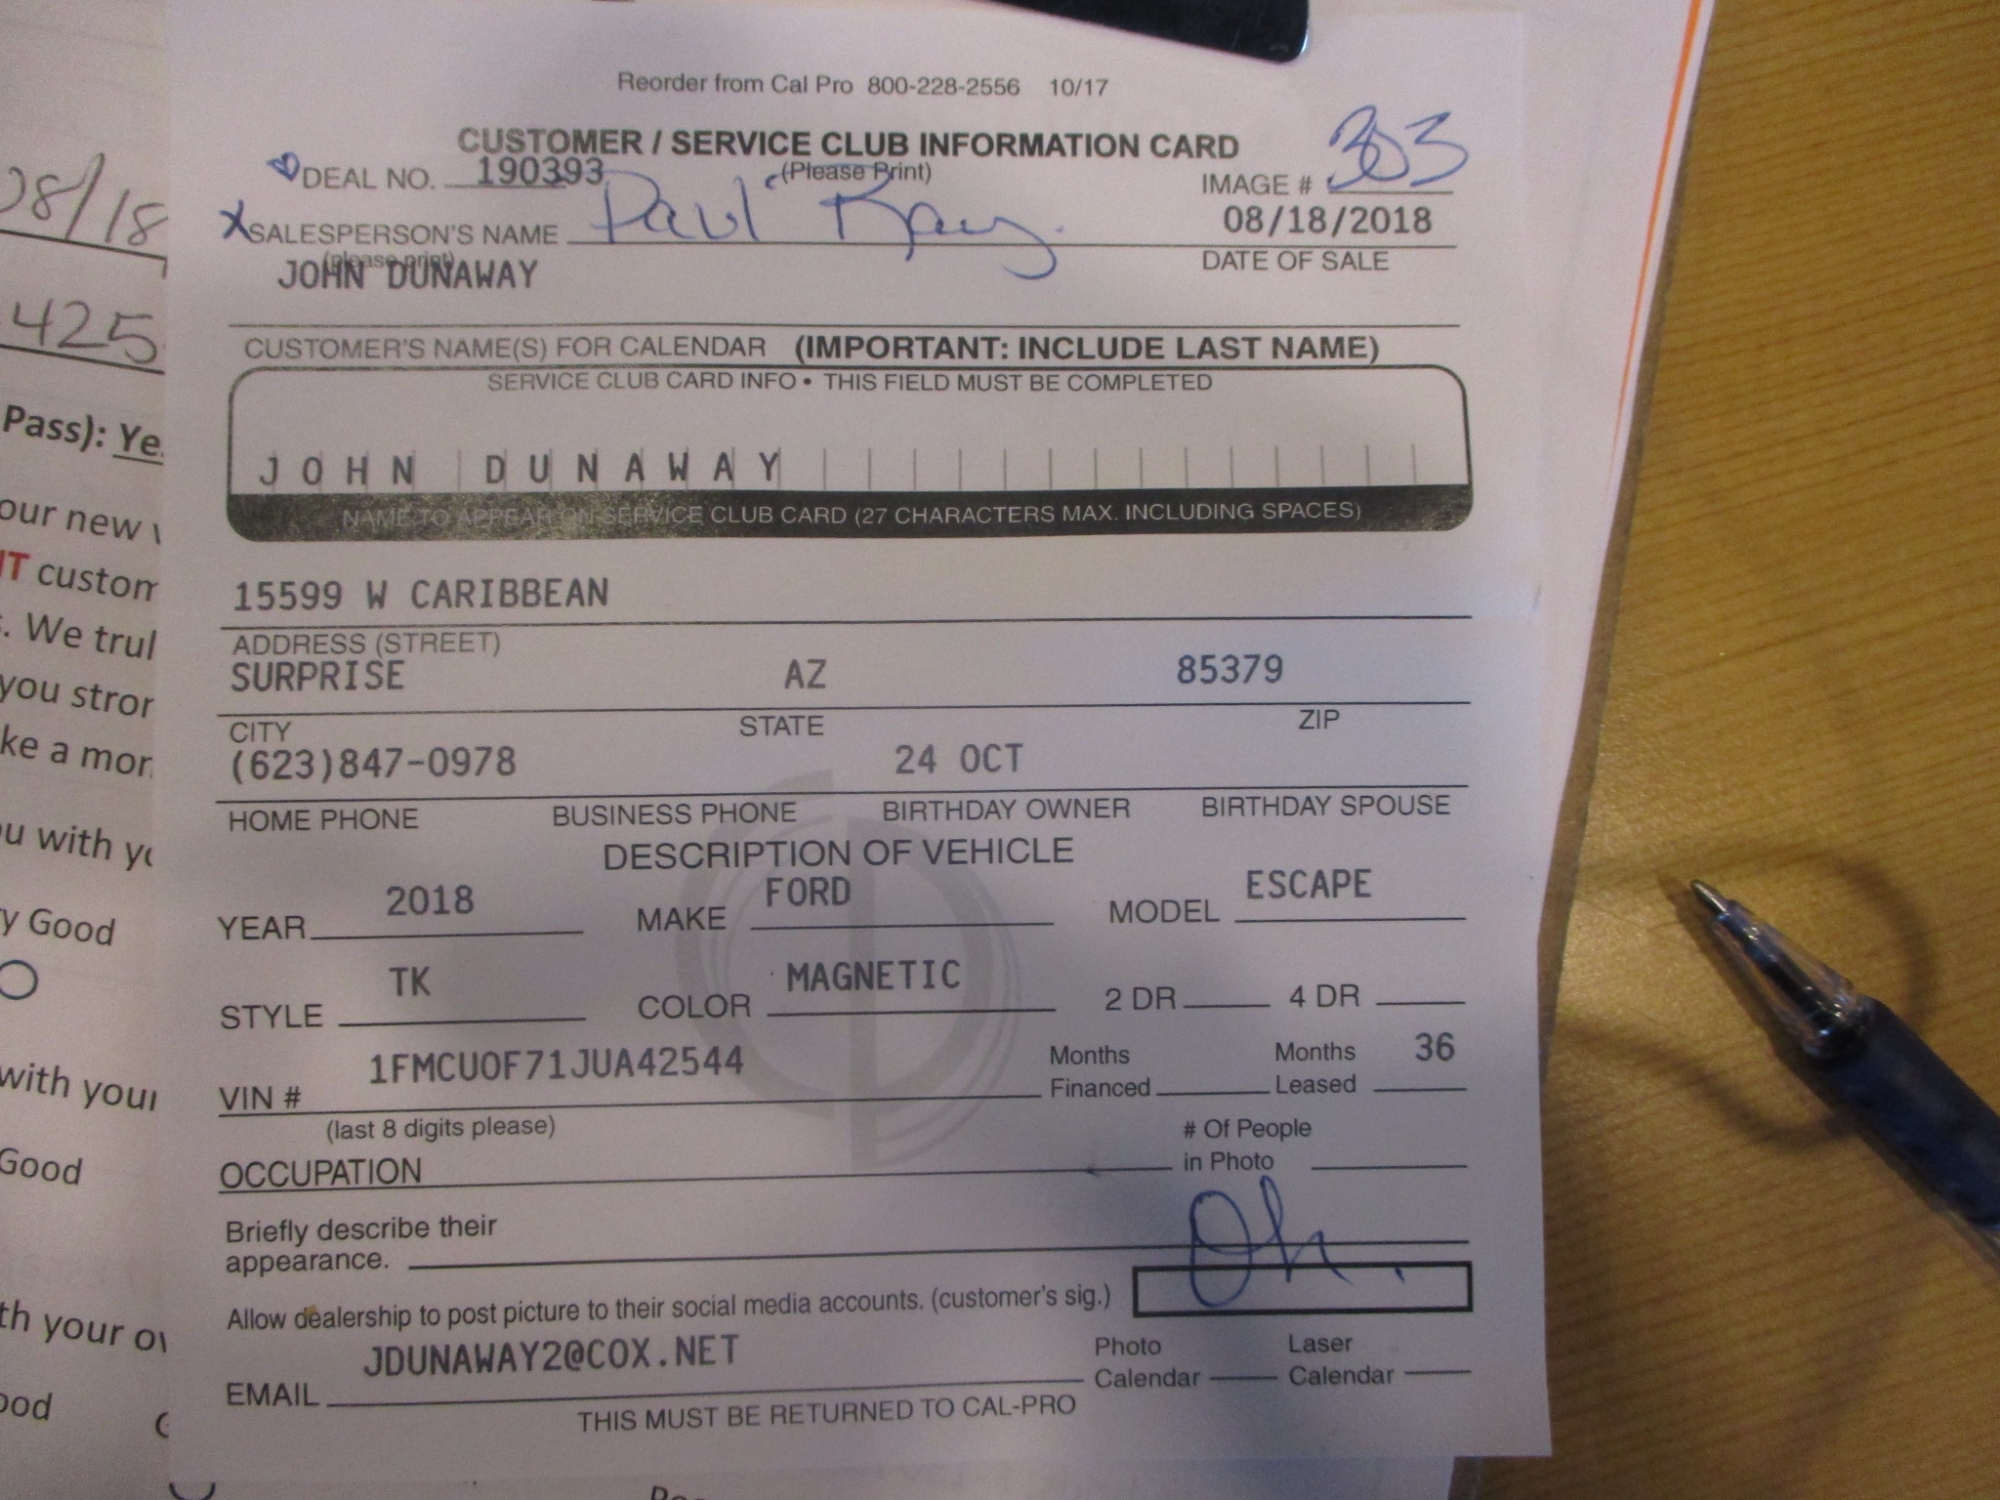 Reorder from Cal Pro 800-228-2556 10/17
CUSTOMER / SERVICE CLUB INFORMATION CARD
(Please Print)
DEAL NO. 190393
IMAGE # 303
XSALESPERSON'S NAME Paul Kay
(please print)
08/18/2018
DATE OF SALE
JOHN DUNAWAY
CUSTOMER'S NAME(S) FOR CALENDAR (IMPORTANT: INCLUDE LAST NAME)
SERVICE CLUB CARD INFO • THIS FIELD MUST BE COMPLETED
JOHN DUNAWAY
NAME TO APPEAR ON SERVICE CLUB CARD (27 CHARACTERS MAX. INCLUDING SPACES)
15599 W CARIBBEAN
ADDRESS (STREET)
SURPRISE AZ 85379
CITY STATE ZIP
(623)847-0978 24 OCT
HOME PHONE BUSINESS PHONE BIRTHDAY OWNER BIRTHDAY SPOUSE
DESCRIPTION OF VEHICLE
YEAR 2018 MAKE FORD MODEL ESCAPE
STYLE TK COLOR MAGNETIC 2 DR 4 DR
VIN # 1FMCU0F71JUA42544 Months Financed Months Leased 36
(last 8 digits please)
OCCUPATION # Of People in Photo
Briefly describe their
appearance.
Allow dealership to post picture to their social media accounts. (customer's sig.)
EMAIL JDUNAWAY2@COX.NET Photo Calendar Laser Calendar
THIS MUST BE RETURNED TO CAL-PRO
08/18
425
Pass): Ye
our new
IT custom
. We trul
you stror
ke a mor
u with yo
y Good
with your
Good
th your ow
ood